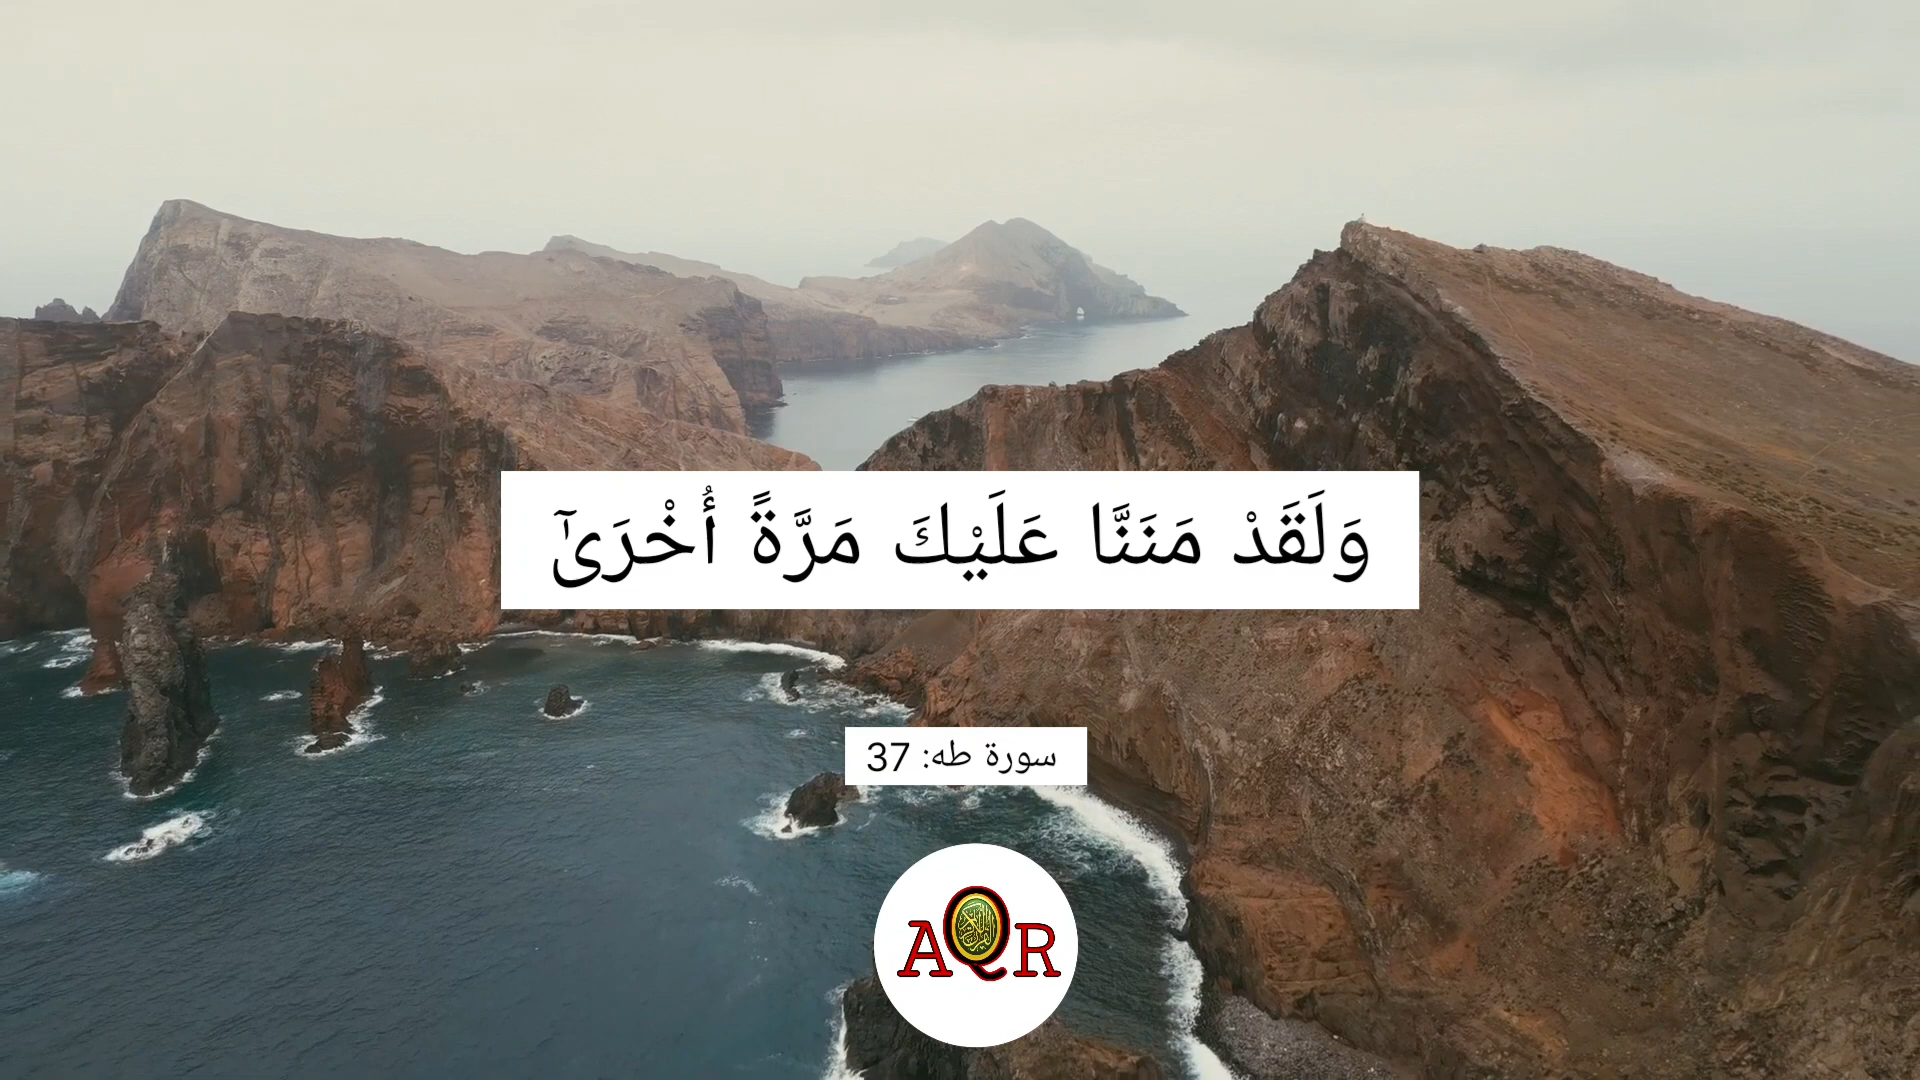 وَلَقَدْ مَنَنَّا عَلَيْكَ مَرَّةً أُخْرَىٰٓ
سورة طه: 37
AQR